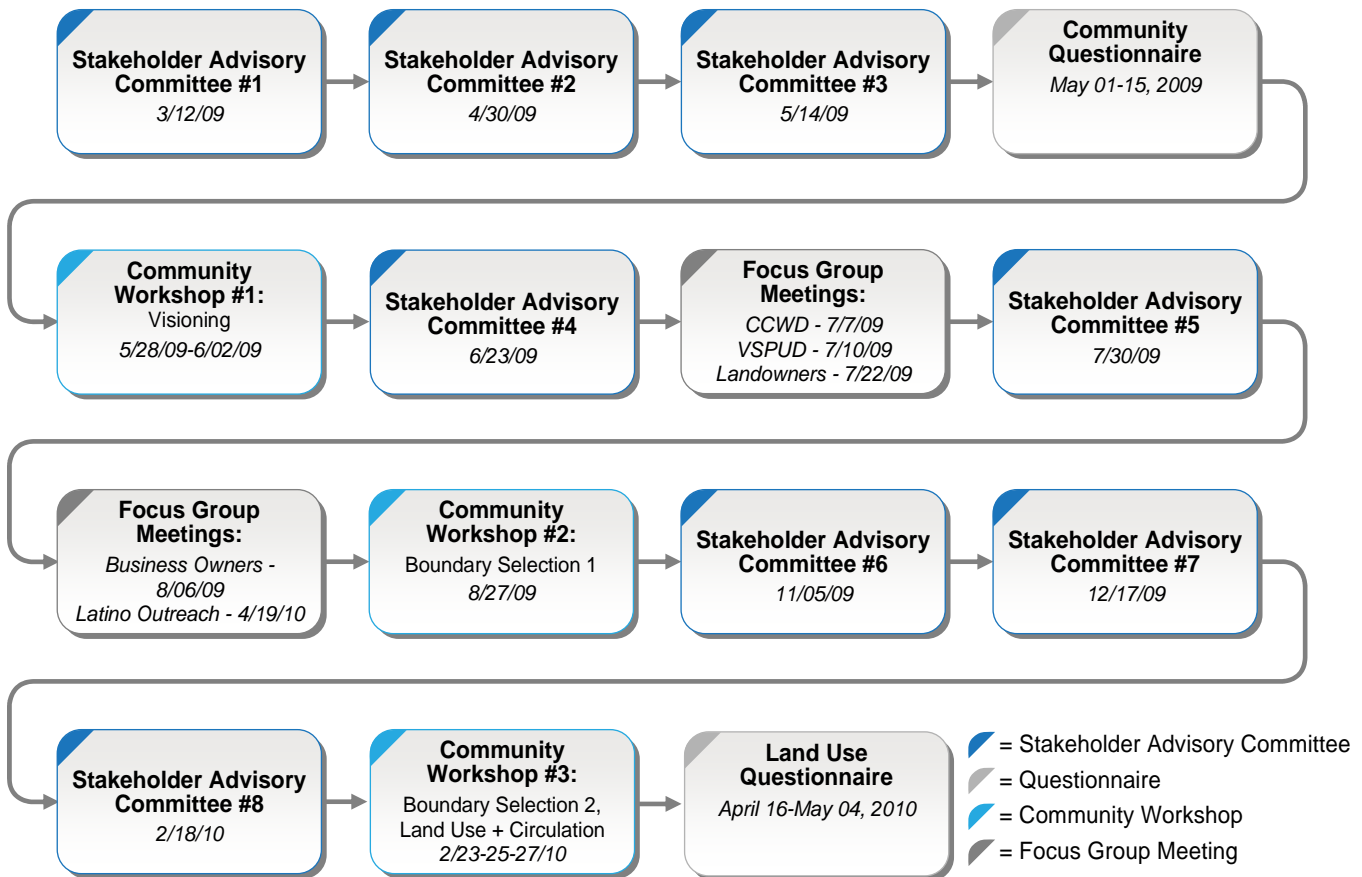 Stakeholder Advisory
Committee #1
3/12/09
Stakeholder Advisory
Committee #2
4/30/09
Stakeholder Advisory
Committee #3
5/14/09
Community
Questionnaire
May 01-15, 2009
Community
Workshop #1:
Visioning
5/28/09-6/02/09
Stakeholder Advisory
Committee #4
6/23/09
Focus Group
Meetings:
CCWD - 7/7/09
VSPUD - 7/10/09
Landowners - 7/22/09
Stakeholder Advisory
Committee #5
7/30/09
Focus Group
Meetings:
Business Owners -
8/06/09
Latino Outreach - 4/19/10
Community
Workshop #2:
Boundary Selection 1
8/27/09
Stakeholder Advisory
Committee #6
11/05/09
Stakeholder Advisory
Committee #7
12/17/09
Stakeholder Advisory
Committee #8
2/18/10
Community
Workshop #3:
Boundary Selection 2,
Land Use + Circulation
2/23-25-27/10
Land Use
Questionnaire
April 16-May 04, 2010
= Stakeholder Advisory Committee
= Questionnaire
= Community Workshop
= Focus Group Meeting